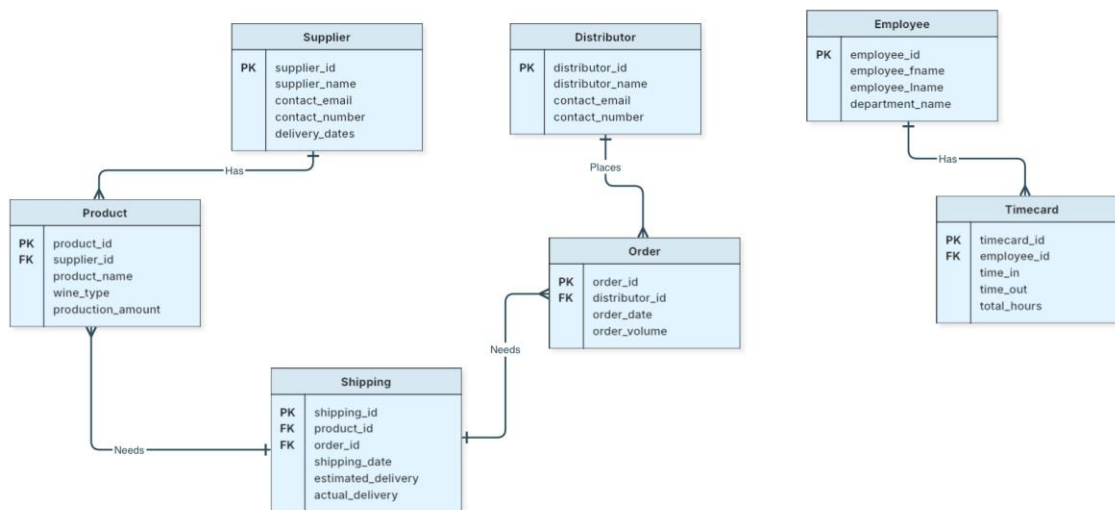 Supplier
PK supplier_id
supplier_name
contact_email
contact_number
delivery_dates
Distributor
PK distributor_id
distributor_name
contact_email
contact_number
Employee
PK employee_id
employee_fname
employee_lname
department_name
Has
Places
Has
Product
PK product_id
FK supplier_id
product_name
wine_type
production_amount
Order
PK order_id
FK distributor_id
order_date
order_volume
Timecard
PK timecard_id
FK employee_id
time_in
time_out
total_hours
Needs
Needs
Shipping
PK shipping_id
FK product_id
FK order_id
shipping_date
estimated_delivery
actual_delivery